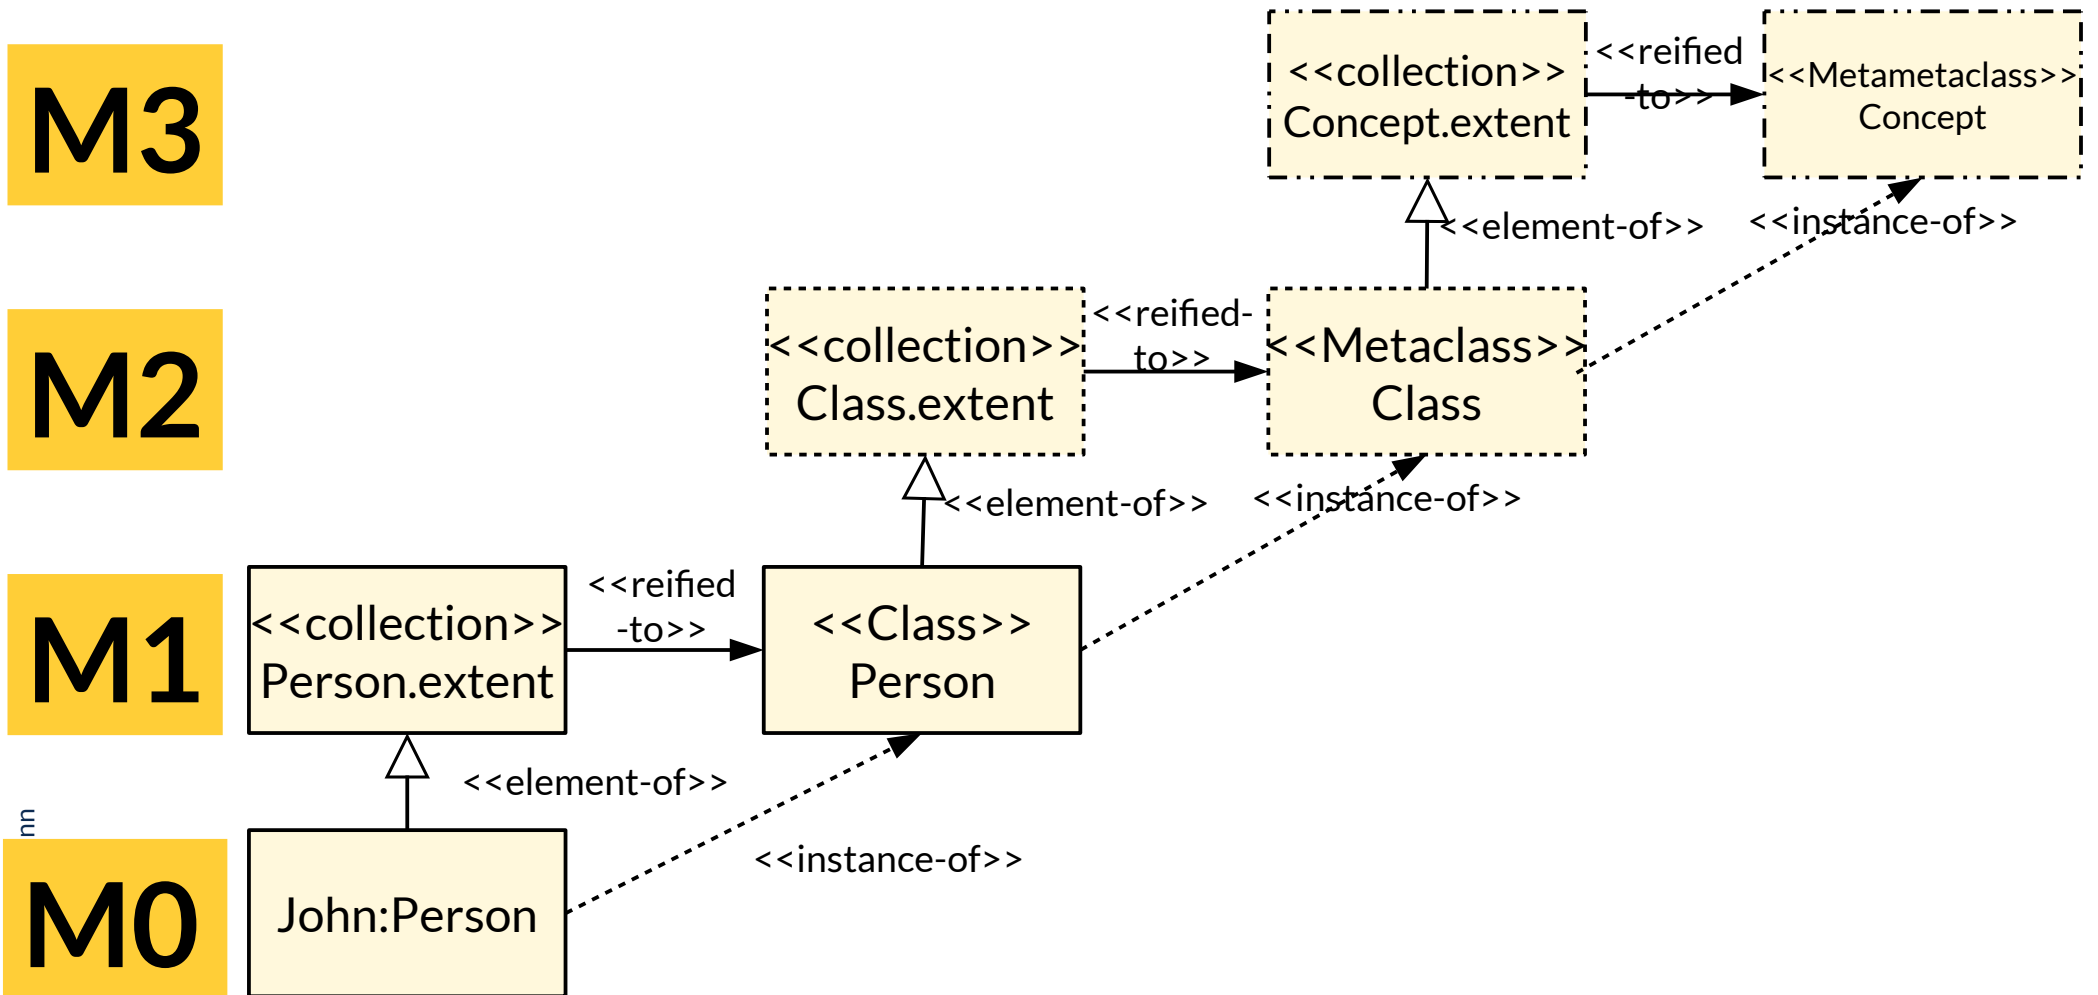 M3
<<collection>>
Concept.extent
<<reified
-to>>
<<Metametaclass>>
Concept
<<element-of>>
<<instance-of>>
M2
<<collection>>
Class.extent
<<reified-
to>>
<<Metaclass>>
Class
<<element-of>>
<<instance-of>>
M1
<<collection>>
Person.extent
<<reified
-to>>
<<Class>>
Person
<<element-of>>
<<instance-of>>
nn
M0
John:Person